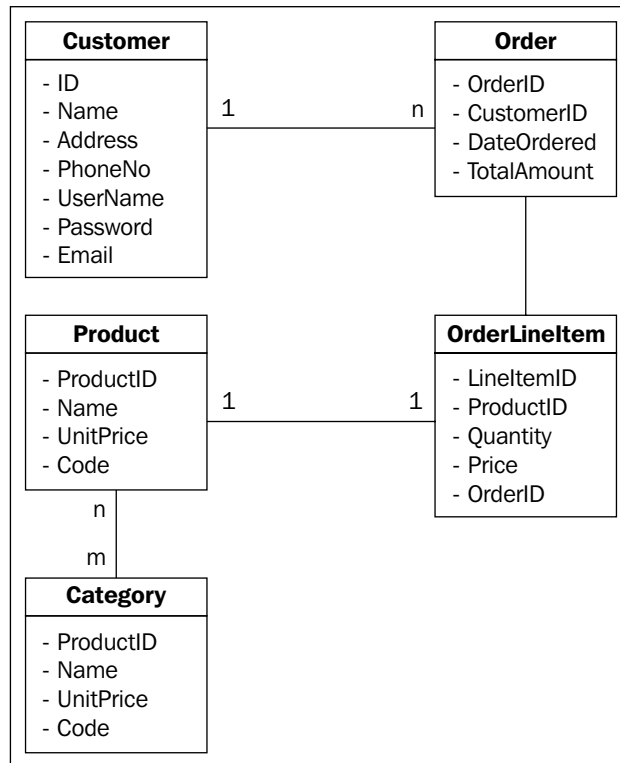 Customer
- ID
- Name
- Address
- PhoneNo
- UserName
- Password
- Email
1
n
Order
- OrderID
- CustomerID
- DateOrdered
- TotalAmount
Product
- ProductID
- Name
- UnitPrice
- Code
1
1
OrderLineItem
- LineItemID
- ProductID
- Quantity
- Price
- OrderID
n
m
Category
- ProductID
- Name
- UnitPrice
- Code